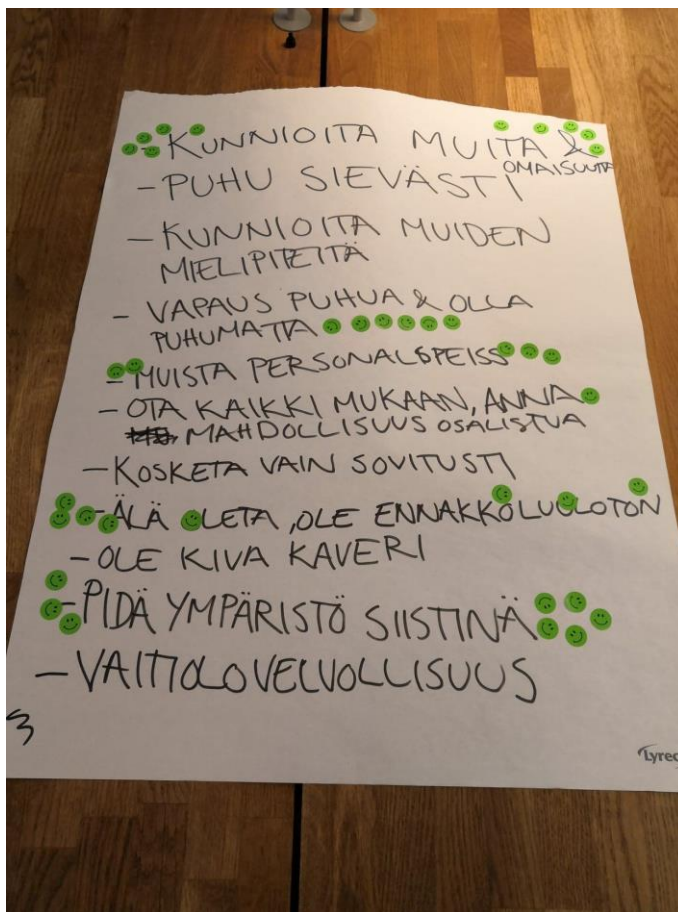 - KUNNIOITA MUITA &
OMAISUUTTA
- PUHU SIEVÄSTI
- KUNNIOITA MUIDEN
MIELIPITEITÄ
- VAPAUS PUHUA & OLLA
PUHUMATTA
- MUISTA PERSONALSPEISS
- OTA KAIKKI MUKAAN, ANNA
MAHDOLLISUUS OSALISTUA
- KOSKETA VAIN SOVITUSTI
- ÄLÄ OLETA, OLE ENNAKKOLUULOTON
- OLE KIVA KAVERI
- PIDÄ YMPÄRISTÖ SIISTINÄ
- VAITIOLOVELVOLLISUUS
3
Lyreco